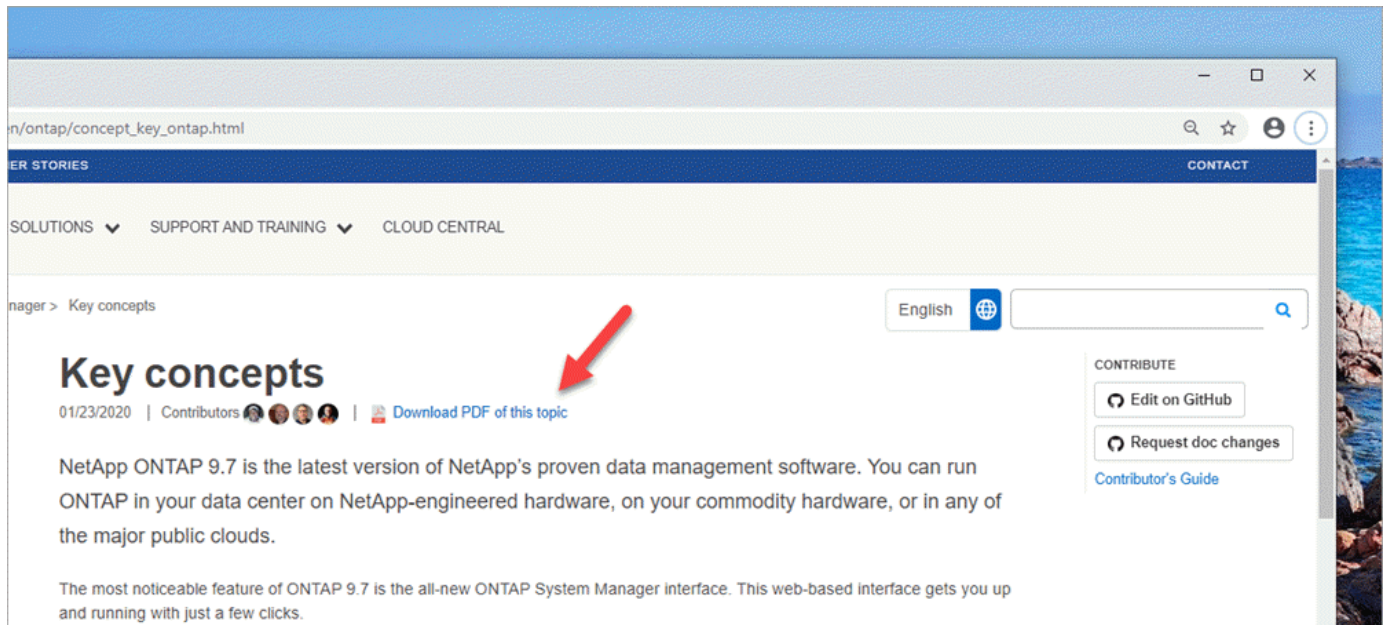 en/ontap/concept_key_ontap.html
ER STORIES
CONTACT
SOLUTIONS
SUPPORT AND TRAINING
CLOUD CENTRAL
nager > Key concepts
English
Key concepts
01/23/2020 | Contributors | Download PDF of this topic
CONTRIBUTE
Edit on GitHub
Request doc changes
Contributor's Guide
NetApp ONTAP 9.7 is the latest version of NetApp’s proven data management software. You can run
ONTAP in your data center on NetApp-engineered hardware, on your commodity hardware, or in any of
the major public clouds.
The most noticeable feature of ONTAP 9.7 is the all-new ONTAP System Manager interface. This web-based interface gets you up
and running with just a few clicks.